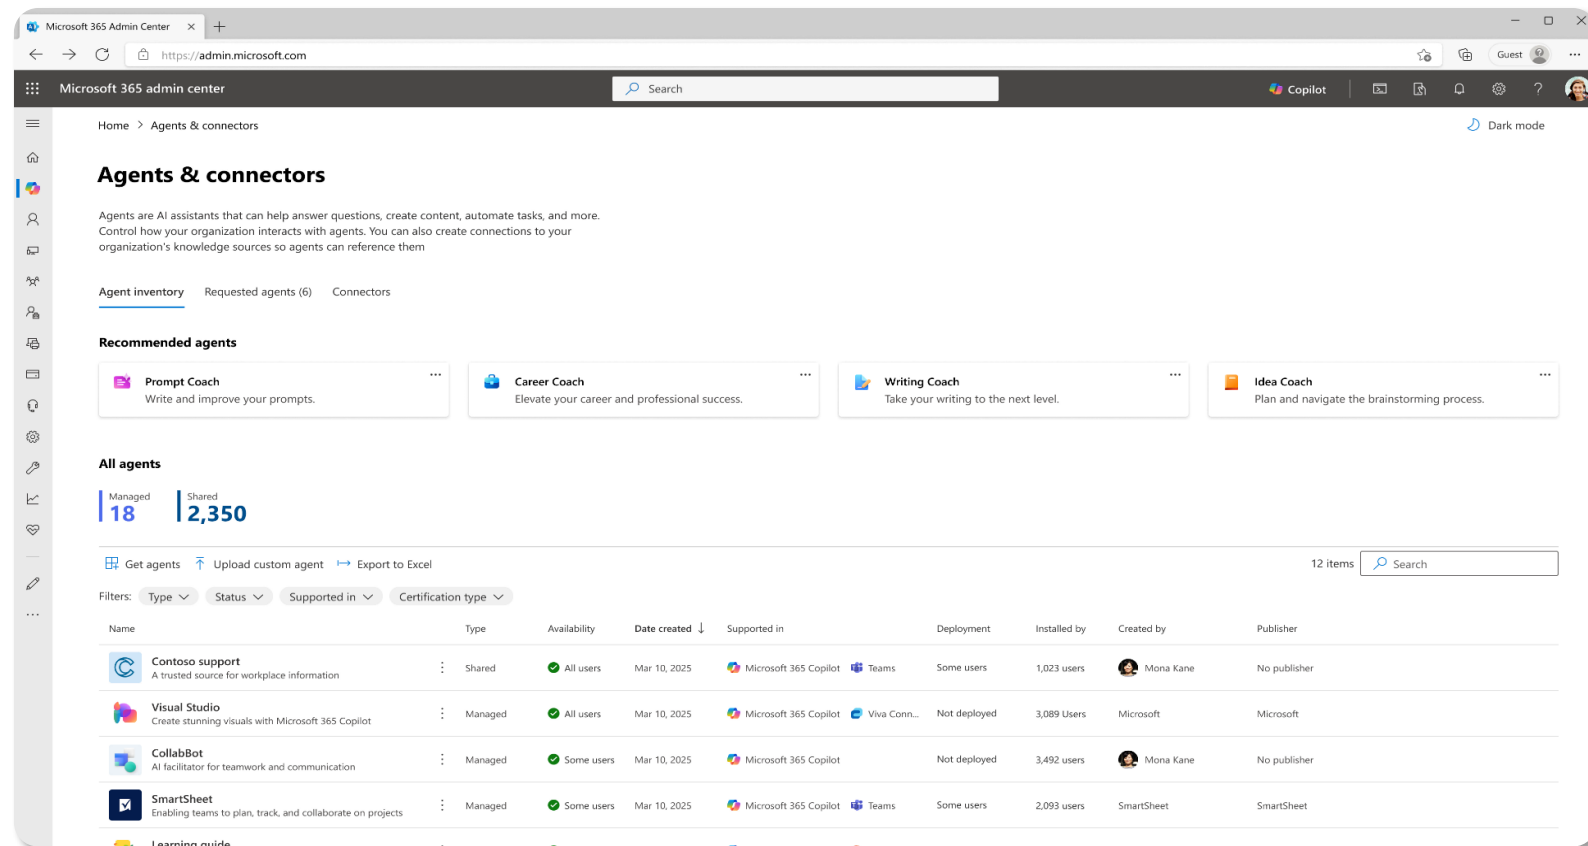 Microsoft 365 Admin Center
https://admin.microsoft.com
Guest
Microsoft 365 admin center
Search
Copilot
Home > Agents & connectors
Dark mode
Agents & connectors
Agents are AI assistants that can help answer questions, create content, automate tasks, and more.
Control how your organization interacts with agents. You can also create connections to your
organization's knowledge sources so agents can reference them
Agent inventory Requested agents (6) Connectors
Recommended agents
Prompt Coach
Write and improve your prompts.
Career Coach
Elevate your career and professional success.
Writing Coach
Take your writing to the next level.
Idea Coach
Plan and navigate the brainstorming process.
All agents
Managed
18
Shared
2,350
Get agents Upload custom agent Export to Excel 12 items Search
Filters: Type Status Supported in Certification type
Name Type Availability Date created ↓ Supported in Deployment Installed by Created by Publisher
Contoso support
A trusted source for workplace information
Shared All users Mar 10, 2025 Microsoft 365 Copilot Teams Some users 1,023 users Mona Kane No publisher
Visual Studio
Create stunning visuals with Microsoft 365 Copilot
Managed All users Mar 10, 2025 Microsoft 365 Copilot Viva Conn... Not deployed 3,089 Users Microsoft Microsoft
CollabBot
AI facilitator for teamwork and communication
Managed Some users Mar 10, 2025 Microsoft 365 Copilot Not deployed 3,492 users Mona Kane No publisher
SmartSheet
Enabling teams to plan, track, and collaborate on projects
Managed Some users Mar 10, 2025 Microsoft 365 Copilot Teams Some users 2,093 users SmartSheet SmartSheet
Learning guide